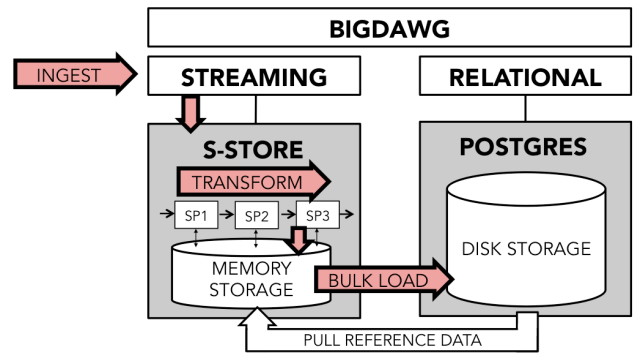 BIGDAWG
INGEST
STREAMING
RELATIONAL
S-STORE
POSTGRES
TRANSFORM
SP1
SP2
SP3
DISK STORAGE
MEMORY
STORAGE
BULK LOAD
PULL REFERENCE DATA